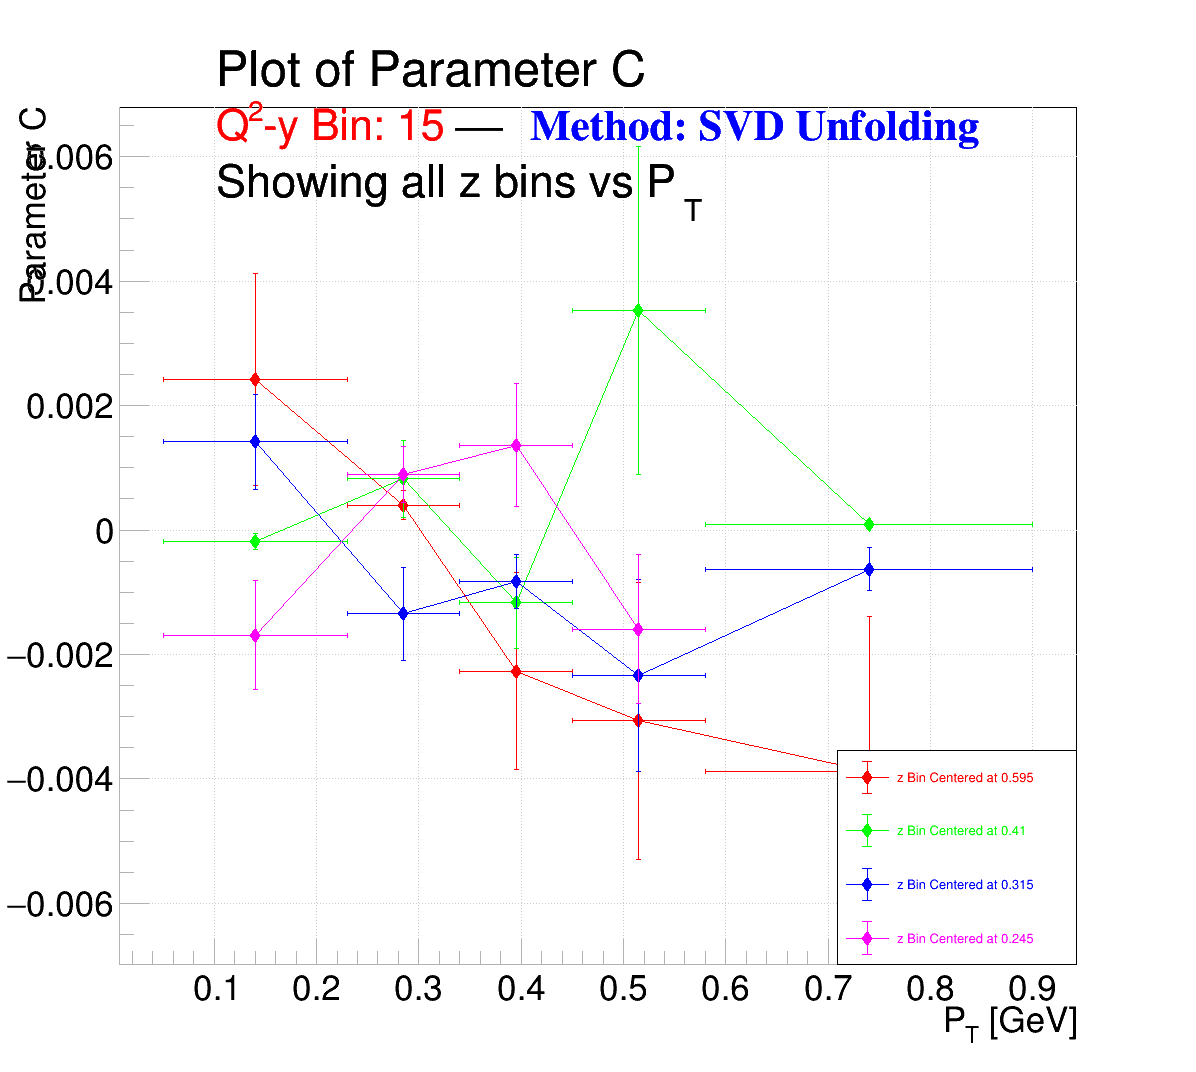 Plot of Parameter C
Q²-y Bin: 15 — Method: SVD Unfolding
Showing all z bins vs P_T
Parameter C
0.006
0.004
0.002
0
−0.002
−0.004
−0.006
z Bin Centered at 0.595
z Bin Centered at 0.41
z Bin Centered at 0.315
z Bin Centered at 0.245
0.1 0.2 0.3 0.4 0.5 0.6 0.7 0.8 0.9
P_T [GeV]